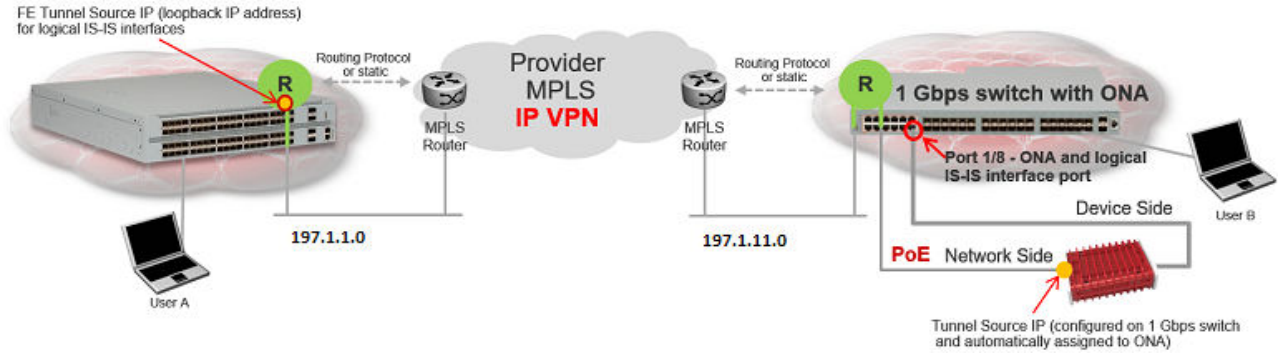 FE Tunnel Source IP (loopback IP address)
for logical IS-IS interfaces
R
Routing Protocol
or static
MPLS
Router
Provider
MPLS
IP VPN
MPLS
Router
Routing Protocol
or static
R
1 Gbps switch with ONA
Port 1/8 - ONA and logical
IS-IS interface port
User B
Device Side
197.1.1.0
197.1.11.0
PoE Network Side
User A
Tunnel Source IP (configured on 1 Gbps switch
and automatically assigned to ONA)